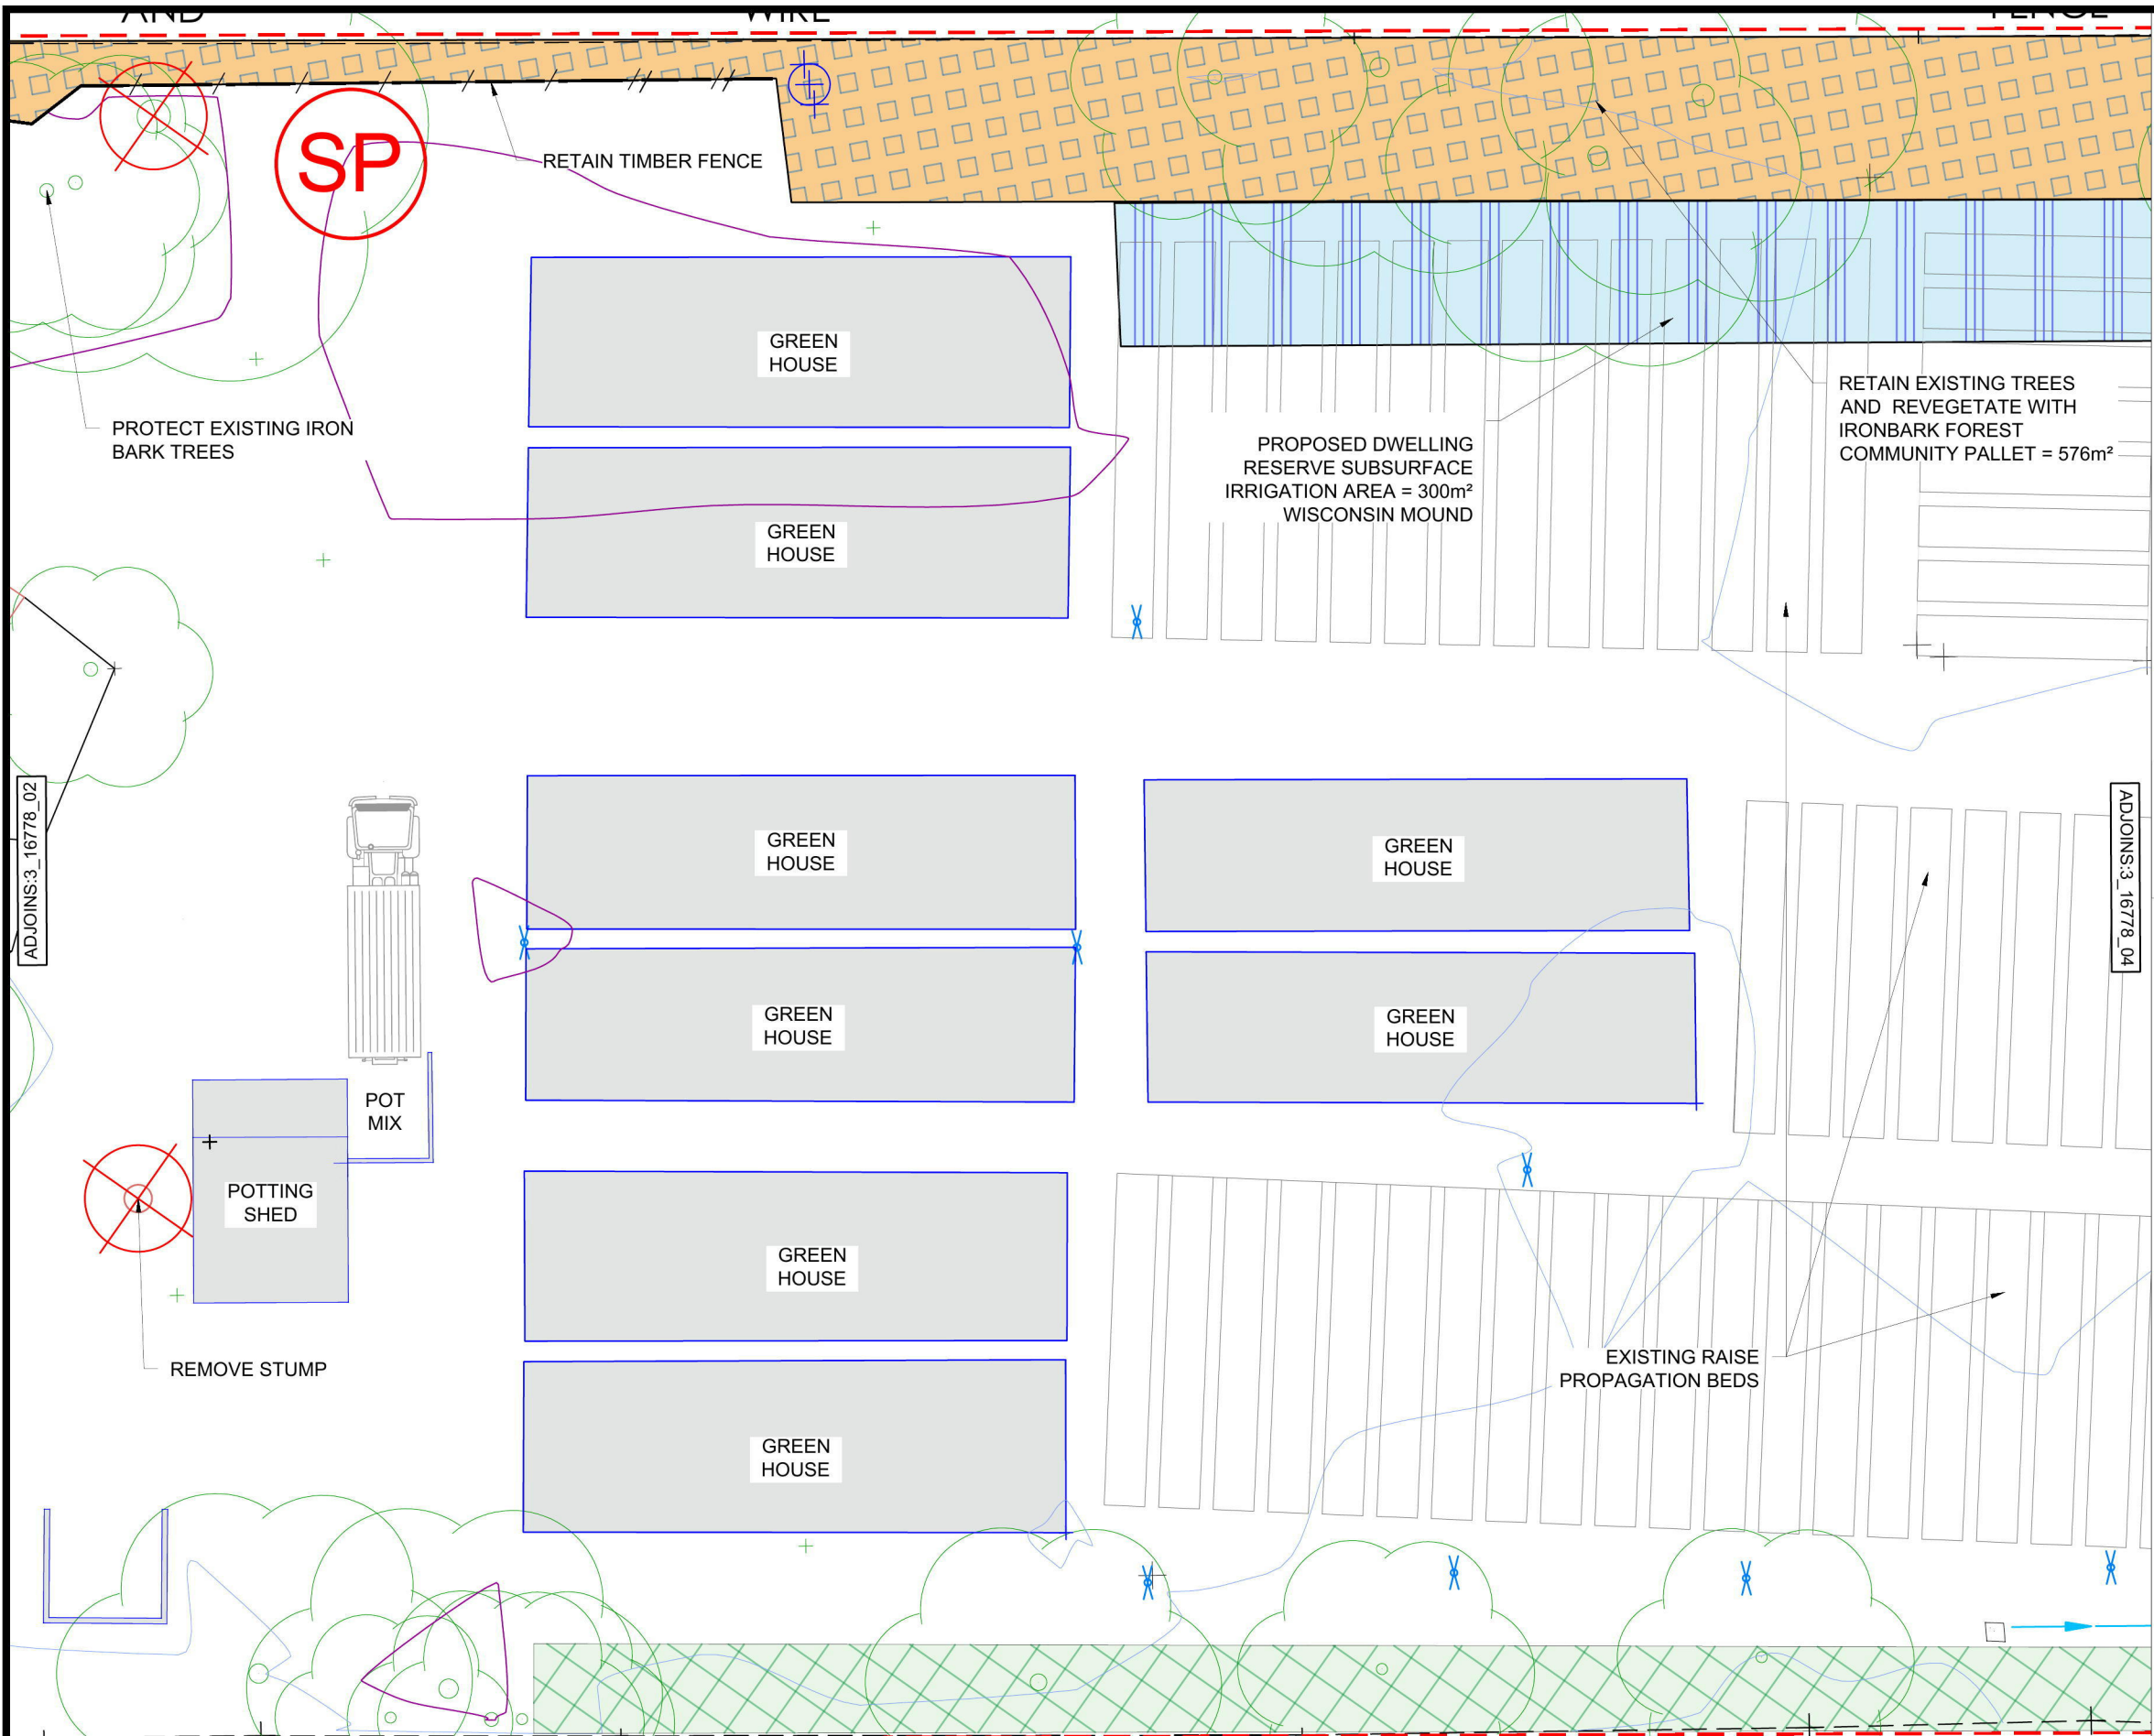 AND WIRE FENCE
SP
RETAIN TIMBER FENCE
GREEN
HOUSE
RETAIN EXISTING TREES
AND REVEGETATE WITH
IRONBARK FOREST
COMMUNITY PALLET = 576m²
PROTECT EXISTING IRON
BARK TREES
PROPOSED DWELLING
RESERVE SUBSURFACE
IRRIGATION AREA = 300m²
WISCONSIN MOUND
GREEN
HOUSE
ADJOINS:3_16778_02
GREEN
HOUSE
GREEN
HOUSE
ADJOINS:3_16778_04
GREEN
HOUSE
GREEN
HOUSE
POT
MIX
POTTING
SHED
GREEN
HOUSE
REMOVE STUMP
EXISTING RAISE
PROPAGATION BEDS
GREEN
HOUSE